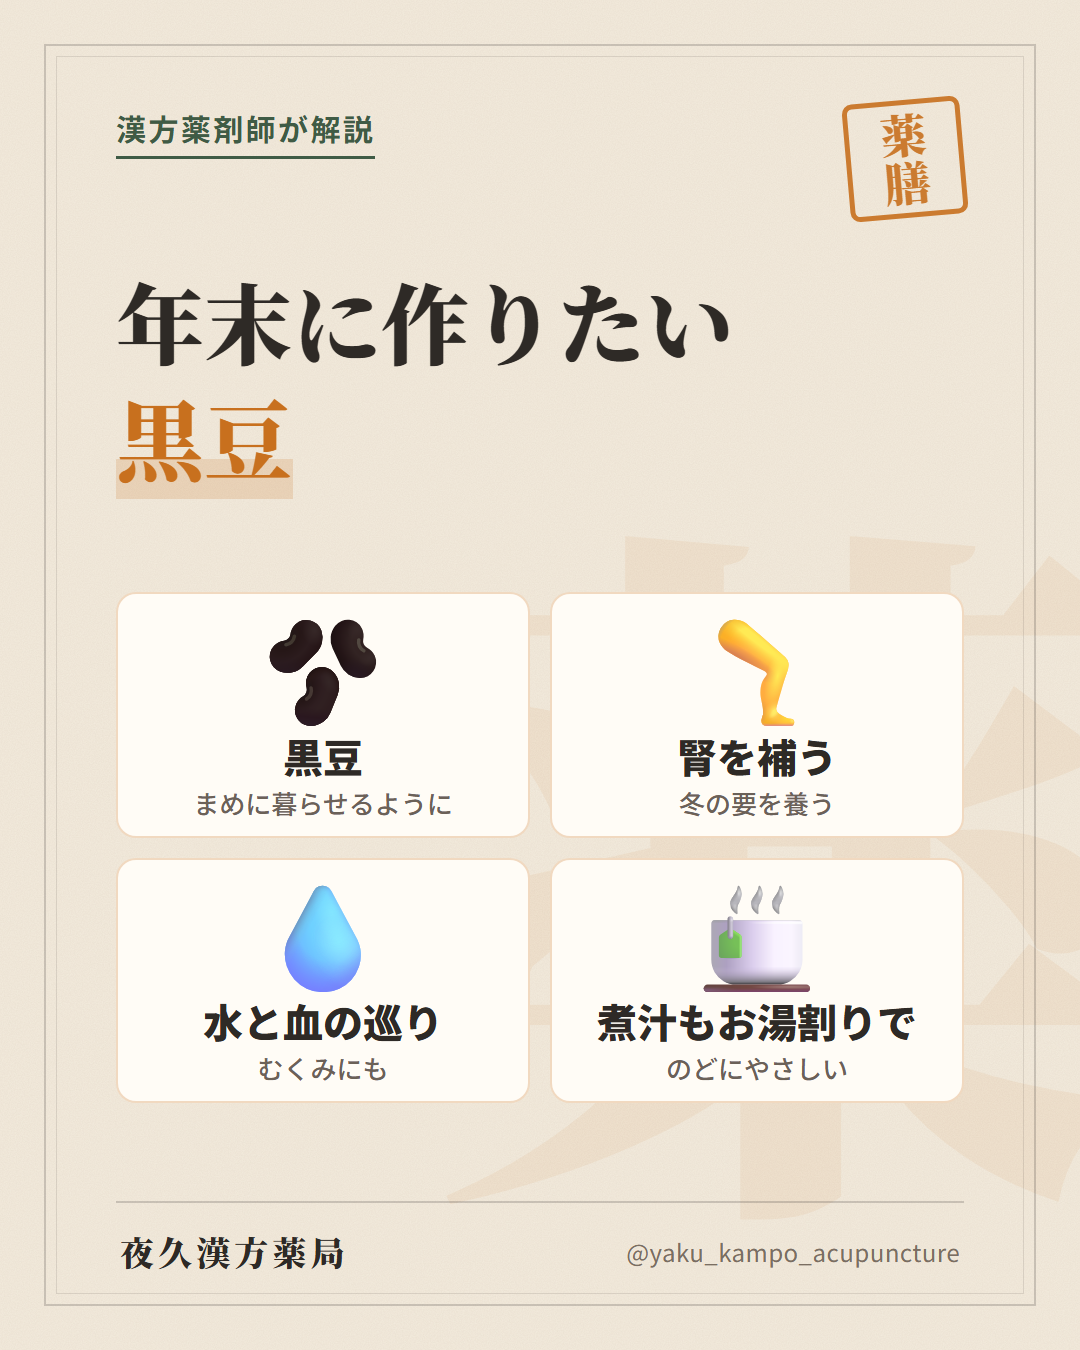 漢方薬剤師が解説
薬膳
年末に作りたい
黒豆
黒豆
まめに暮らせるように
腎を補う
冬の要を養う
水と血の巡り
むくみにも
煮汁もお湯割りで
のどにやさしい
夜久漢方薬局
@yaku_kampo_acupuncture